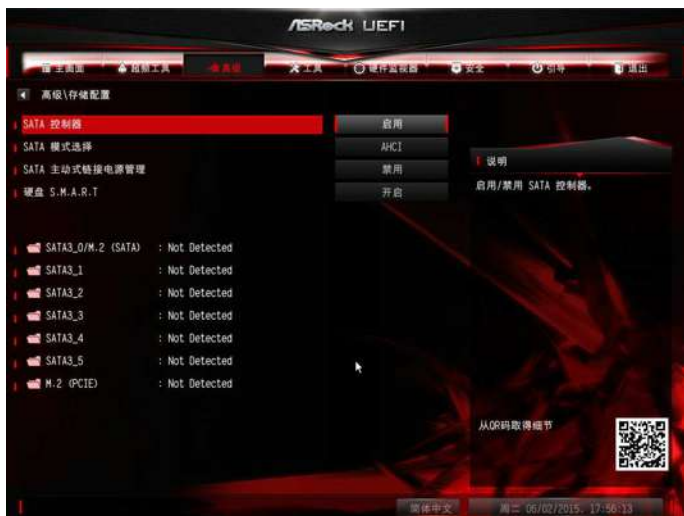 ASRock UEFI
主画面 超频工具 高级 工具 硬件监视器 安全 引导 退出
高级\存储配置
SATA 控制器 启用
SATA 模式选择 AHCI
SATA 主动式链接电源管理 禁用
硬盘 S.M.A.R.T 开启
说明
启用/禁用 SATA 控制器。
SATA3_0/M.2 (SATA) : Not Detected
SATA3_1 : Not Detected
SATA3_2 : Not Detected
SATA3_3 : Not Detected
SATA3_4 : Not Detected
SATA3_5 : Not Detected
M.2 (PCIE) : Not Detected
从QR码取得细节
简体中文 周二 06/02/2015. 17:56:13